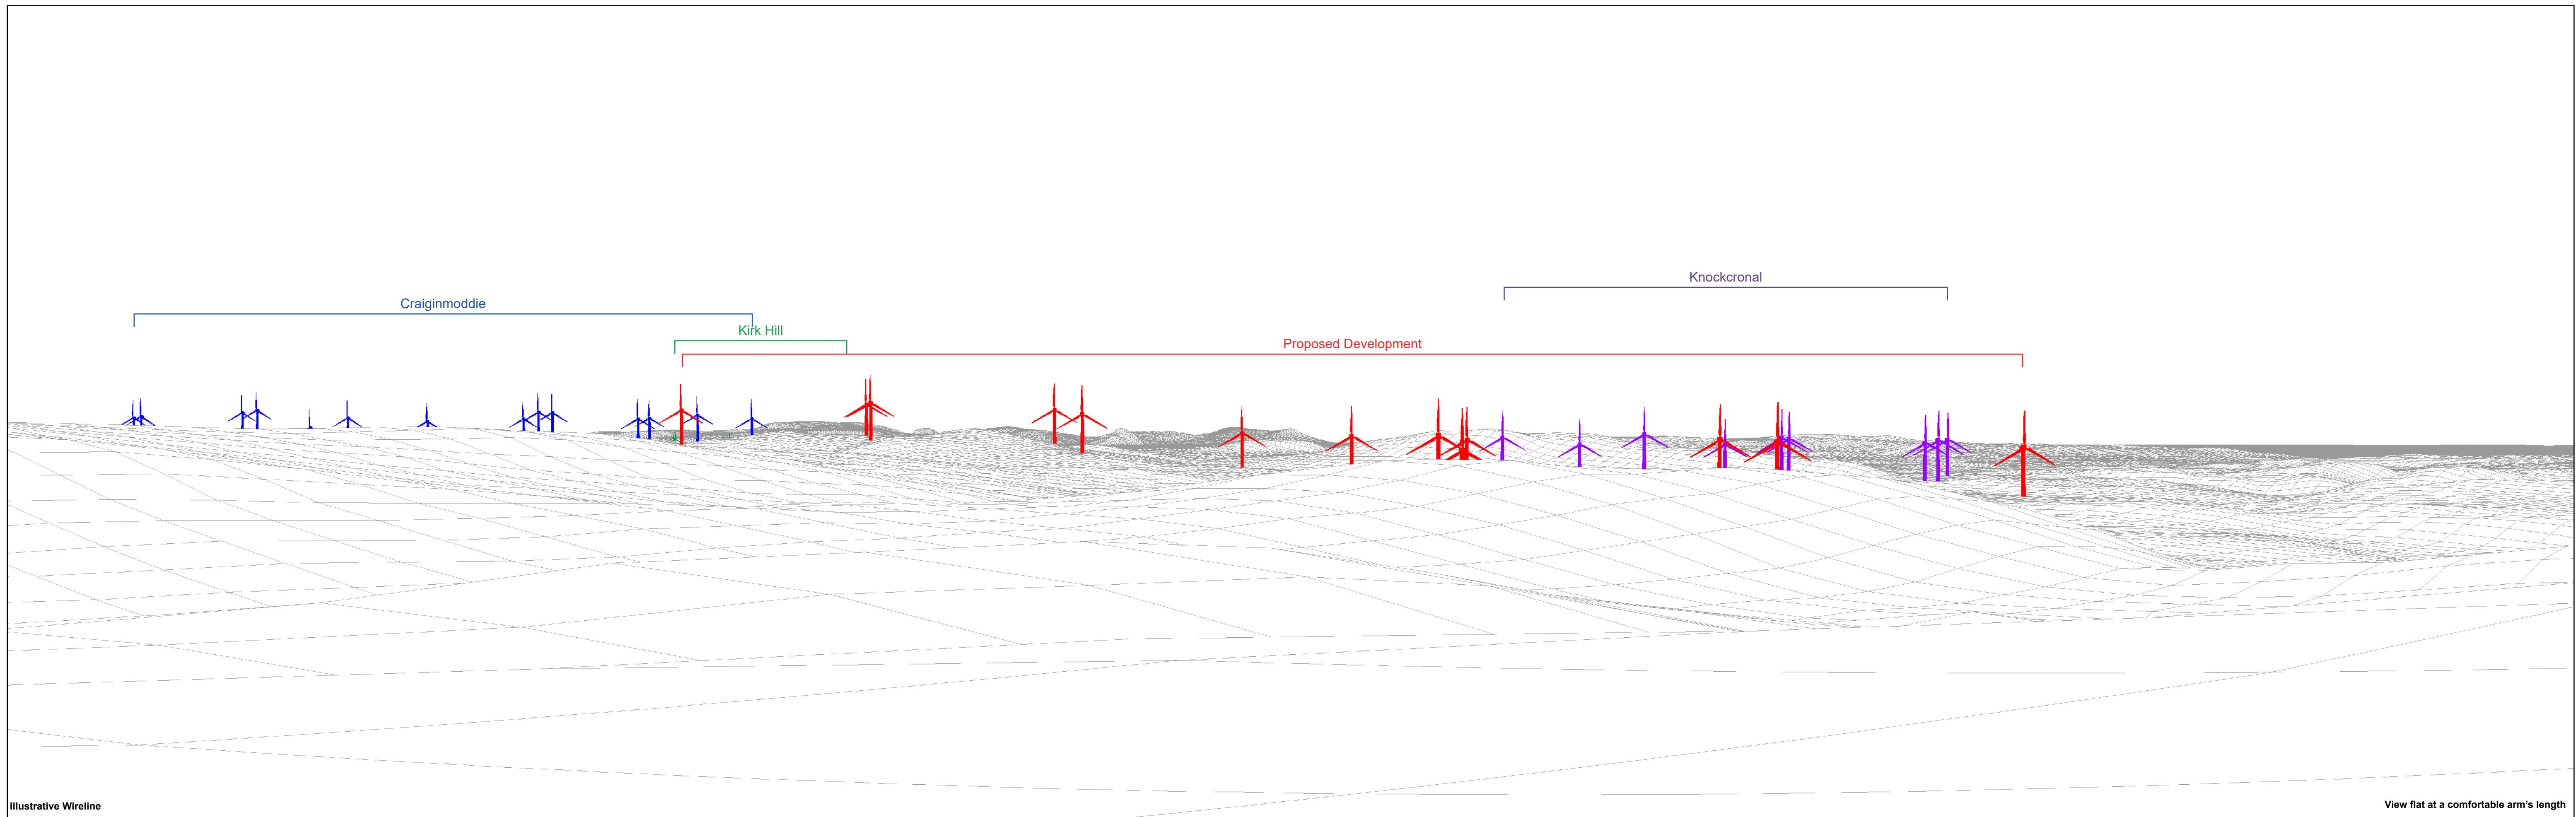 Knockcronal
Craiginmoddie
Kirk Hill
Proposed Development
Illustrative Wireline
View flat at a comfortable arm's length